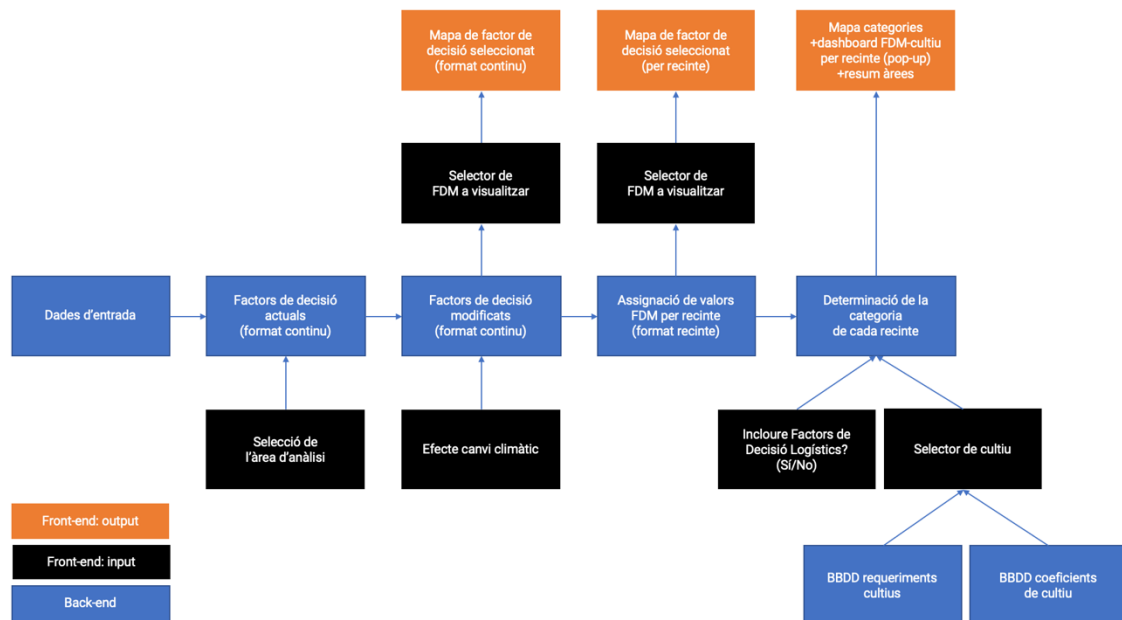 Mapa de factor de
decisió seleccionat
(format continu)
Mapa de factor de
decisió seleccionat
(per recinte)
Mapa categories
+dashboard FDM-cultiu
per recinte (pop-up)
+resum àrees
Selector de
FDM a visualitzar
Selector de
FDM a visualitzar
Dades d'entrada
Factors de decisió
actuals
(format continu)
Factors de decisió
modificats
(format continu)
Assignació de valors
FDM per recinte
(format recinte)
Determinació de la
categoria
de cada recinte
Selecció de
l'àrea d'anàlisi
Efecte canvi climàtic
Incloure Factors de
Decisió Logístics?
(Sí/No)
Selector de cultiu
Front-end: output
Front-end: input
Back-end
BBDD requeriments
cultius
BBDD coeficients
de cultiu